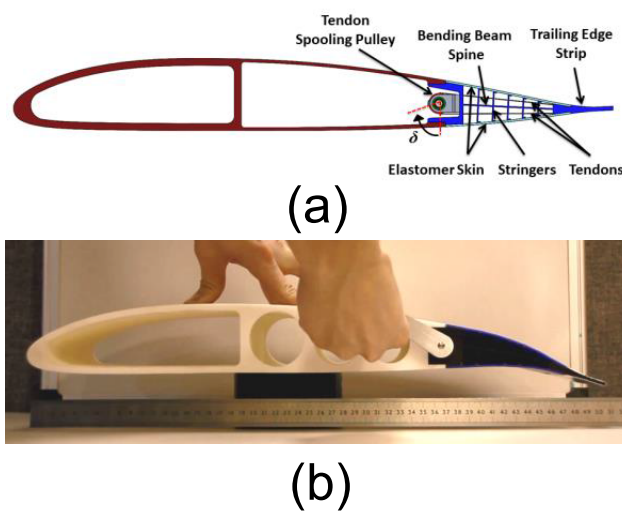 Tendon
Spooling Pulley
Bending Beam
Spine
Trailing Edge
Strip
δ
Elastomer Skin
Stringers
Tendons
(a)
(b)